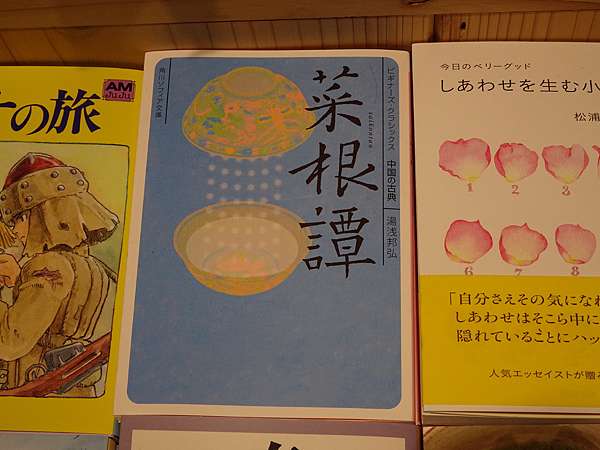 の旅
AM
JuJu
角川ソフィア文庫
菜根譚
saikontan
ビギナーズ・クラシックス 中国の古典
湯浅邦弘
今日のベリーグッド
しあわせを生む小
松浦
1 2 3
6 7 8
「自分さえその気になれ
しあわせはそこら中に
隠れていることにハッ
人気エッセイストが贈る